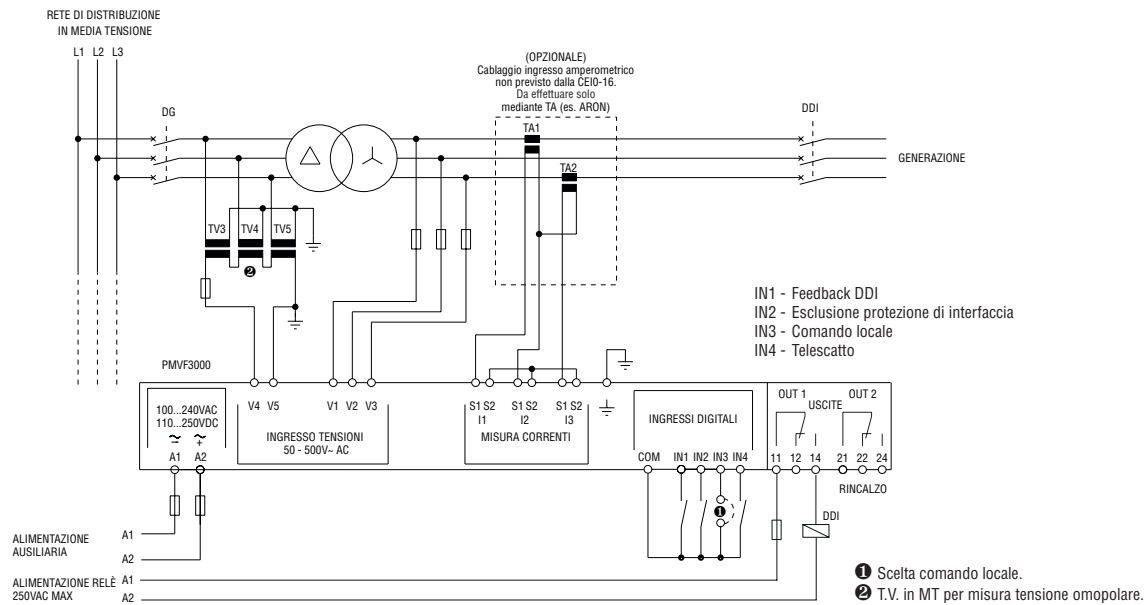 RETE DI DISTRIBUZIONE
IN MEDIA TENSIONE
L1 L2 L3
DG
(OPZIONALE)
Cablaggio ingresso amperometrico
non previsto dalla CEI0-16.
Da effettuare solo
mediante TA (es. ARON)
TA1
TA2
DDI
GENERAZIONE
TV3 TV4 TV5
❷
IN1 - Feedback DDI
IN2 - Esclusione protezione di interfaccia
IN3 - Comando locale
IN4 - Telescatto
PMVF3000
100...240VAC
110...250VDC
~ ~
– +
A1 A2
V4 V5 V1 V2 V3
INGRESSO TENSIONI
50 - 500V~ AC
S1 S2 S1 S2 S1 S2
I1 I2 I3
MISURA CORRENTI
INGRESSI DIGITALI
COM IN1 IN2 IN3 IN4
OUT 1 OUT 2
USCITE
11 12 14 21 22 24
RINCALZO
❶
DDI
ALIMENTAZIONE
AUSILIARIA
A1
A2
ALIMENTAZIONE RELÈ
250VAC MAX
A1
A2
❶ Scelta comando locale.
❷ T.V. in MT per misura tensione omopolare.